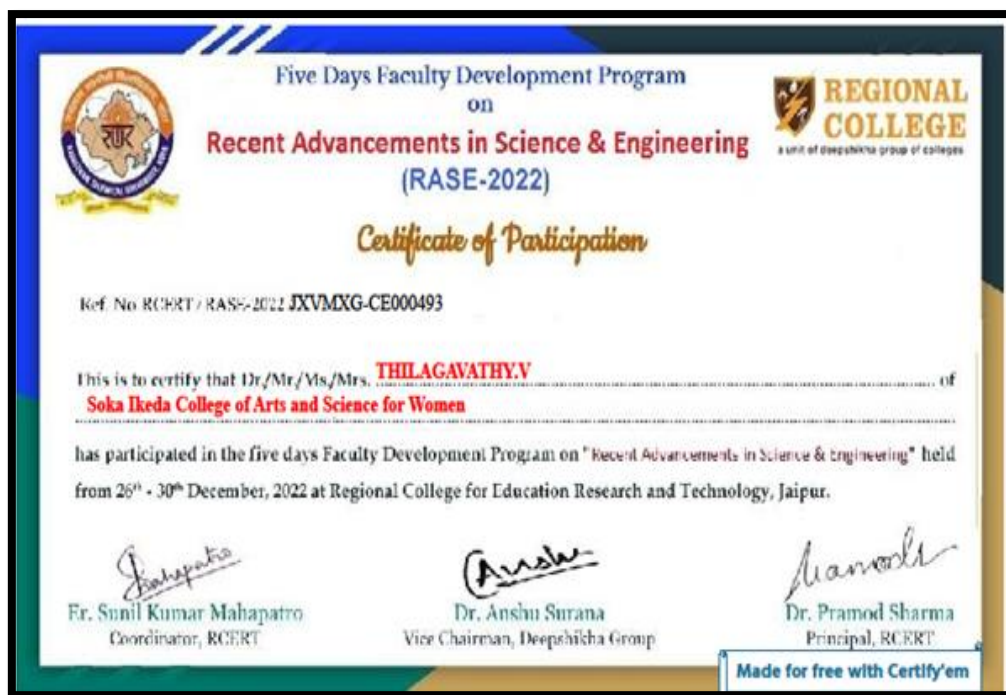 Five Days Faculty Development Program
on
Recent Advancements in Science & Engineering
(RASE-2022)
REGIONAL
COLLEGE
a unit of deepshikha group of colleges
Certificate of Participation
Ref. No RCERT / RASE-2022 JXVMXG-CE000493
This is to certify that Dr./Mr./Ms./Mrs. THILAGAVATHY.V of
Soka Ikeda College of Arts and Science for Women
has participated in the five days Faculty Development Program on "Recent Advancements in Science & Engineering" held
from 26th - 30th December, 2022 at Regional College for Education Research and Technology, Jaipur.
Er. Sunil Kumar Mahapatro
Coordinator, RCERT
Dr. Anshu Surana
Vice Chairman, Deepshikha Group
Dr. Pramod Sharma
Principal, RCERT
Made for free with Certify'em